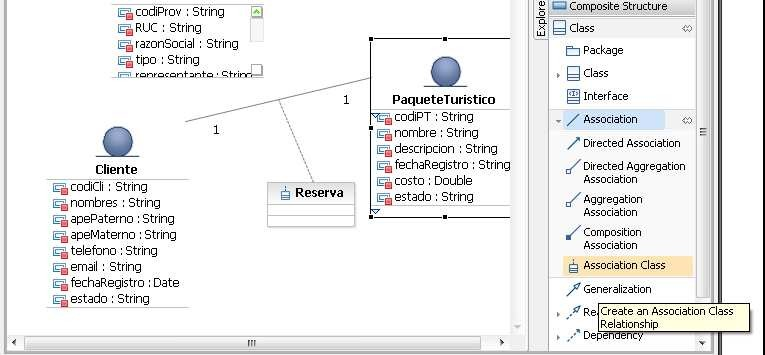 codiProv : String
RUC : String
razonSocial : String
tipo : String
representante : String
1
1
PaqueteTuristico
codiPT : String
nombre : String
descripcion : String
fechaRegistro : String
costo : Double
estado : String
Cliente
codiCli : String
nombres : String
apePaterno : String
apeMaterno : String
telefono : String
email : String
fechaRegistro : Date
estado : String
Reserva
Explore
Composite Structure
Class
Package
Class
Interface
Association
Directed Association
Directed Aggregation
Association
Aggregation
Association
Composition
Association
Association Class
Generalization
Create an Association Class
Relationship
Dependency